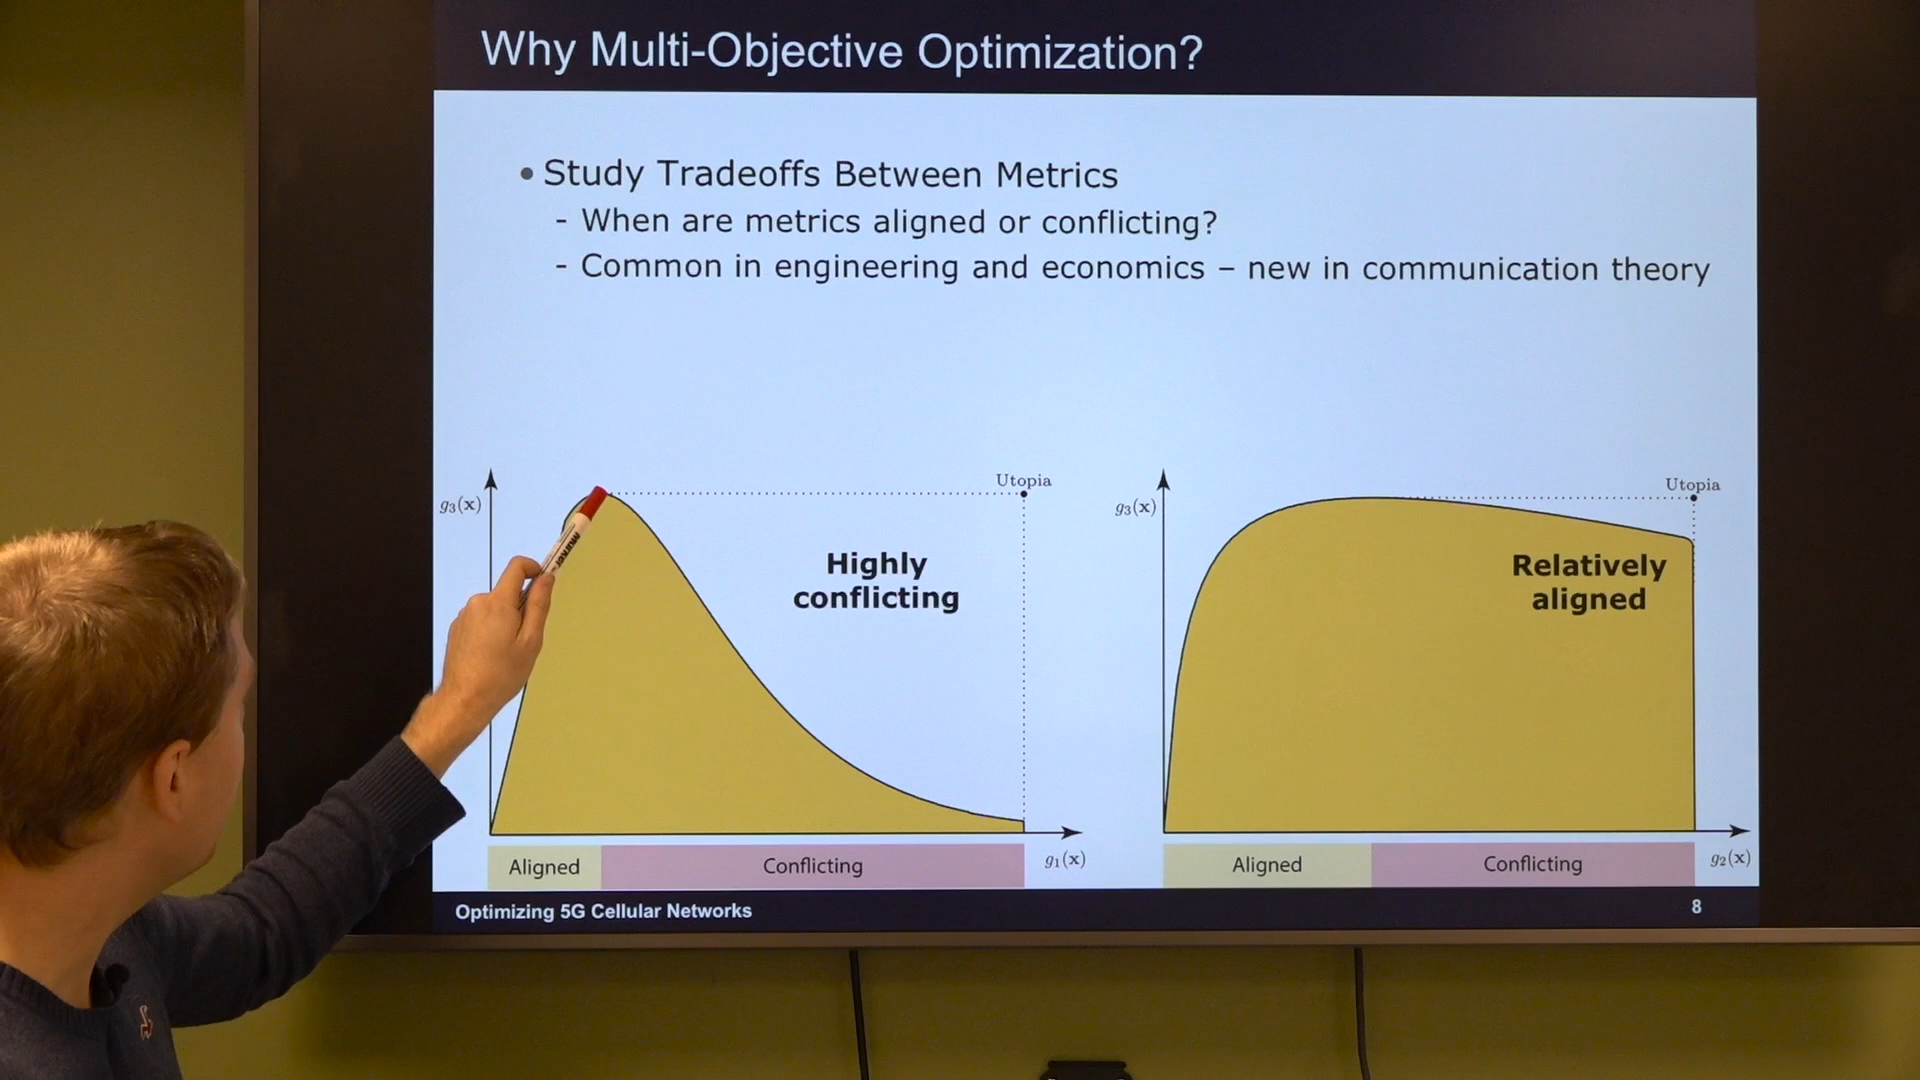 Why Multi-Objective Optimization?
• Study Tradeoffs Between Metrics
- When are metrics aligned or conflicting?
- Common in engineering and economics – new in communication theory
g₃(x)
Utopia
Highly
conflicting
Aligned
Conflicting
g₁(x)
g₃(x)
Utopia
Relatively
aligned
Aligned
Conflicting
g₂(x)
Optimizing 5G Cellular Networks
8